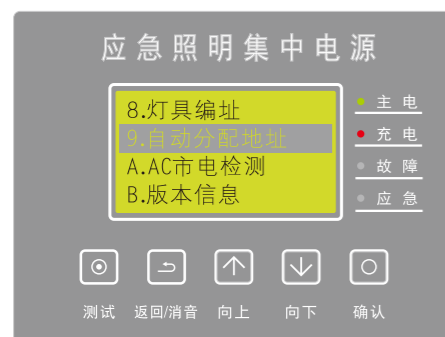 应急照明集中电源
8.灯具编址
9.自动分配地址
A.AC市电检测
B.版本信息
主电
充电
故障
应急
测试 返回/消音 向上 向下 确认